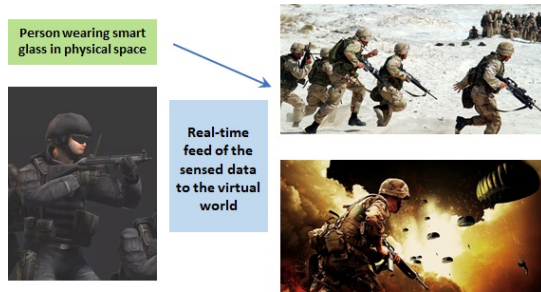 Person wearing smart
glass in physical space
Real-time
feed of the
sensed data
to the virtual
world